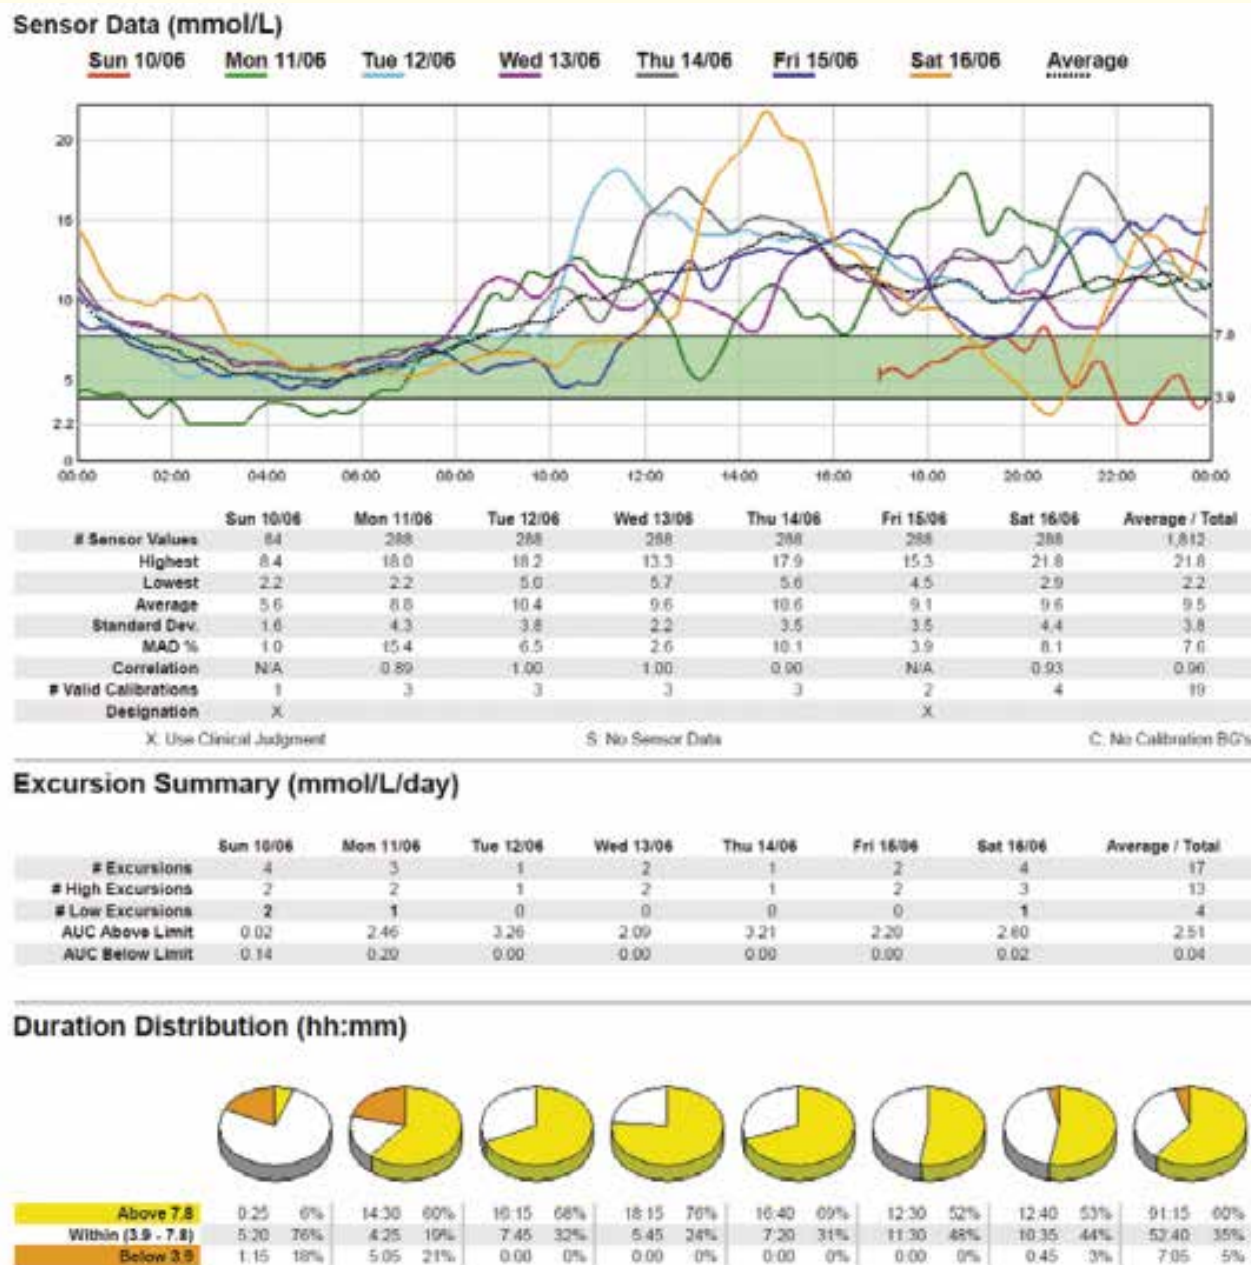 Sensor Data (mmol/L)
Sun 10/06 Mon 11/06 Tue 12/06 Wed 13/06 Thu 14/06 Fri 15/06 Sat 16/06 Average
20
15
10
5
2.2
0
7.8
3.9
00:00 02:00 04:00 06:00 08:00 10:00 12:00 14:00 16:00 18:00 20:00 22:00 00:00
Sun 10/06 Mon 11/06 Tue 12/06 Wed 13/06 Thu 14/06 Fri 15/06 Sat 16/06 Average / Total
# Sensor Values 84 288 288 288 288 288 288 1,812
Highest 8.4 18.0 18.2 13.3 17.9 15.3 21.8 21.8
Lowest 2.2 2.2 5.0 5.7 5.6 4.5 2.9 2.2
Average 5.6 8.8 10.4 9.6 10.6 9.1 9.6 9.5
Standard Dev. 1.6 4.3 3.8 2.2 3.5 3.5 4.4 3.8
MAD % 1.0 15.4 6.5 2.6 10.1 3.9 8.1 7.6
Correlation N/A 0.89 1.00 1.00 0.90 N/A 0.93 0.96
# Valid Calibrations 1 3 3 3 3 2 4 19
Designation X X
X: Use Clinical Judgment S: No Sensor Data C: No Calibration BG's
Excursion Summary (mmol/L/day)
Sun 10/06 Mon 11/06 Tue 12/06 Wed 13/06 Thu 14/06 Fri 15/06 Sat 16/06 Average / Total
# Excursions 4 3 1 2 1 2 4 17
# High Excursions 2 2 1 2 1 2 3 13
# Low Excursions 2 1 0 0 0 0 1 4
AUC Above Limit 0.02 2.46 3.26 2.09 3.21 2.20 2.60 2.51
AUC Below Limit 0.14 0.20 0.00 0.00 0.00 0.00 0.02 0.04
Duration Distribution (hh:mm)
Above 7.8 0:25 6% 14:30 60% 16:15 68% 18:15 76% 16:40 69% 12:30 52% 12:40 53% 91:15 60%
Within (3.9 - 7.8) 5:20 76% 4:25 19% 7:45 32% 5:45 24% 7:20 31% 11:30 48% 10:35 44% 52:40 35%
Below 3.9 1:15 18% 5:05 21% 0:00 0% 0:00 0% 0:00 0% 0:00 0% 0:45 3% 7:05 5%